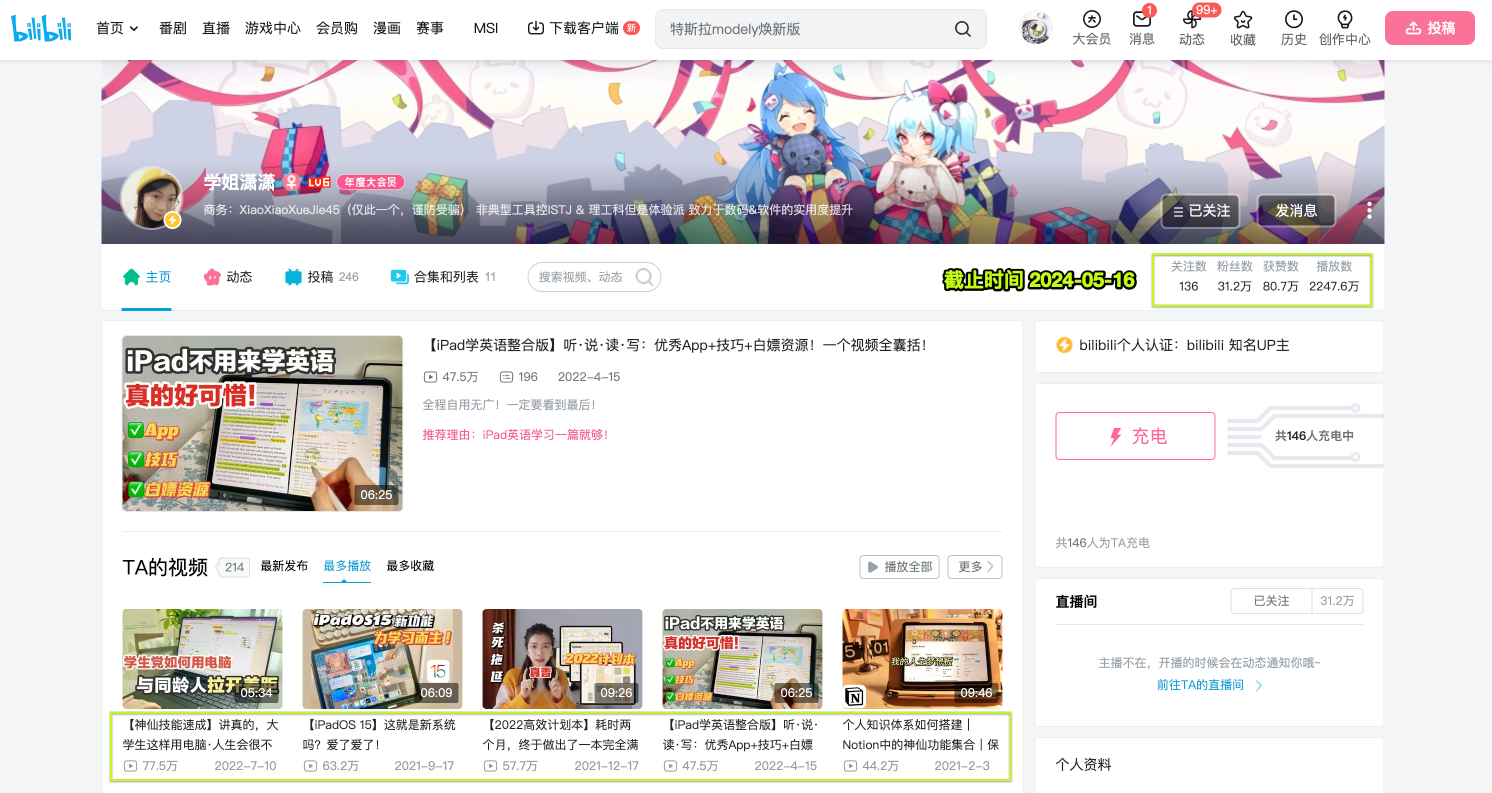 bilibili
首页 番剧 直播 游戏中心 会员购 漫画 赛事 MSI 下载客户端 新
特斯拉modely焕新版
大会员 消息 1 动态 99+ 收藏 历史 创作中心 投稿
学姐潇潇 LV6 年度大会员
商务：XiaoXiaoXueJie45（仅此一个，谨防受骗） 非典型工具控ISTJ & 理工科但是体验派 致力于数码&软件的实用度提升
已关注 发消息
主页 动态 投稿 246 合集和列表 11 搜索视频、动态
截止时间 2024-05-16
关注数 粉丝数 获赞数 播放数
136 31.2万 80.7万 2247.6万
iPad不用来学英语
真的好可惜!
App
技巧
白嫖资源
06:25
【iPad学英语整合版】听·说·读·写：优秀App+技巧+白嫖资源！一个视频全囊括！
47.5万 196 2022-4-15
全程自用无广！一定要看到最后！
推荐理由：iPad英语学习一篇就够！
TA的视频 214 最新发布 最多播放 最多收藏 播放全部 更多
学生党如何用电脑
与同龄人拉开差距
05:34
iPadOS15新功能
为学习而生！
15
06:09
杀死拖延
真香
2022计划本
09:26
iPad不用来学英语
真的好可惜!
App
技巧
白嫖资源
06:25
我的人生梦想版
09:46
【神仙技能速成】讲真的，大
学生这样用电脑·人生会很不
77.5万 2022-7-10
【iPadOS 15】这就是新系统
吗？爱了爱了！
63.2万 2021-9-17
【2022高效计划本】耗时两
个月，终于做出了一本完全满
57.7万 2021-12-17
【iPad学英语整合版】听·说·
读·写：优秀App+技巧+白嫖
47.5万 2022-4-15
个人知识体系如何搭建｜
Notion中的神仙功能集合｜保
44.2万 2021-2-3
bilibili个人认证：bilibili 知名UP主
充电 共146人充电中
共146人为TA充电
直播间 已关注 31.2万
主播不在，开播的时候会在动态通知你哦~
前往TA的直播间
个人资料